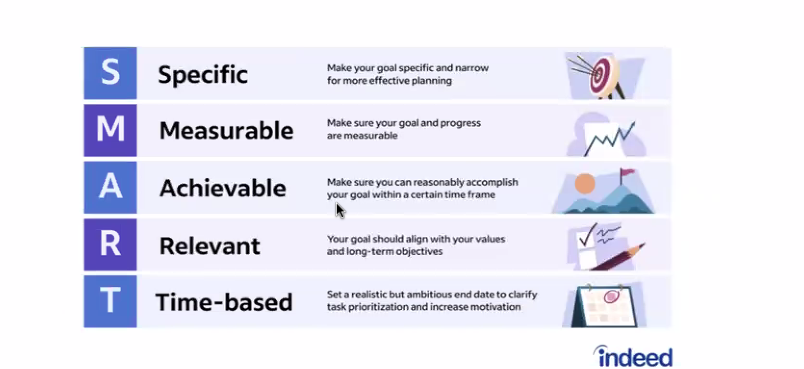 S Specific
Make your goal specific and narrow
for more effective planning
M Measurable
Make sure your goal and progress
are measurable
A Achievable
Make sure you can reasonably accomplish
your goal within a certain time frame
R Relevant
Your goal should align with your values
and long-term objectives
T Time-based
Set a realistic but ambitious end date to clarify
task prioritization and increase motivation
indeed